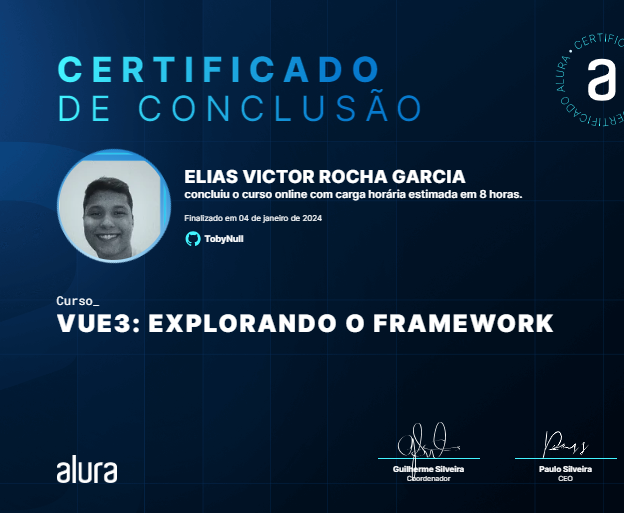 CERTIFICADO
DE CONCLUSÃO
CERTIFICADO ALURA • CERTIFIC
a
ELIAS VICTOR ROCHA GARCIA
concluiu o curso online com carga horária estimada em 8 horas.
Finalizado em 04 de janeiro de 2024
TobyNull
Curso_
VUE3: EXPLORANDO O FRAMEWORK
alura
Guilherme Silveira
Coordenador
Paulo Silveira
CEO